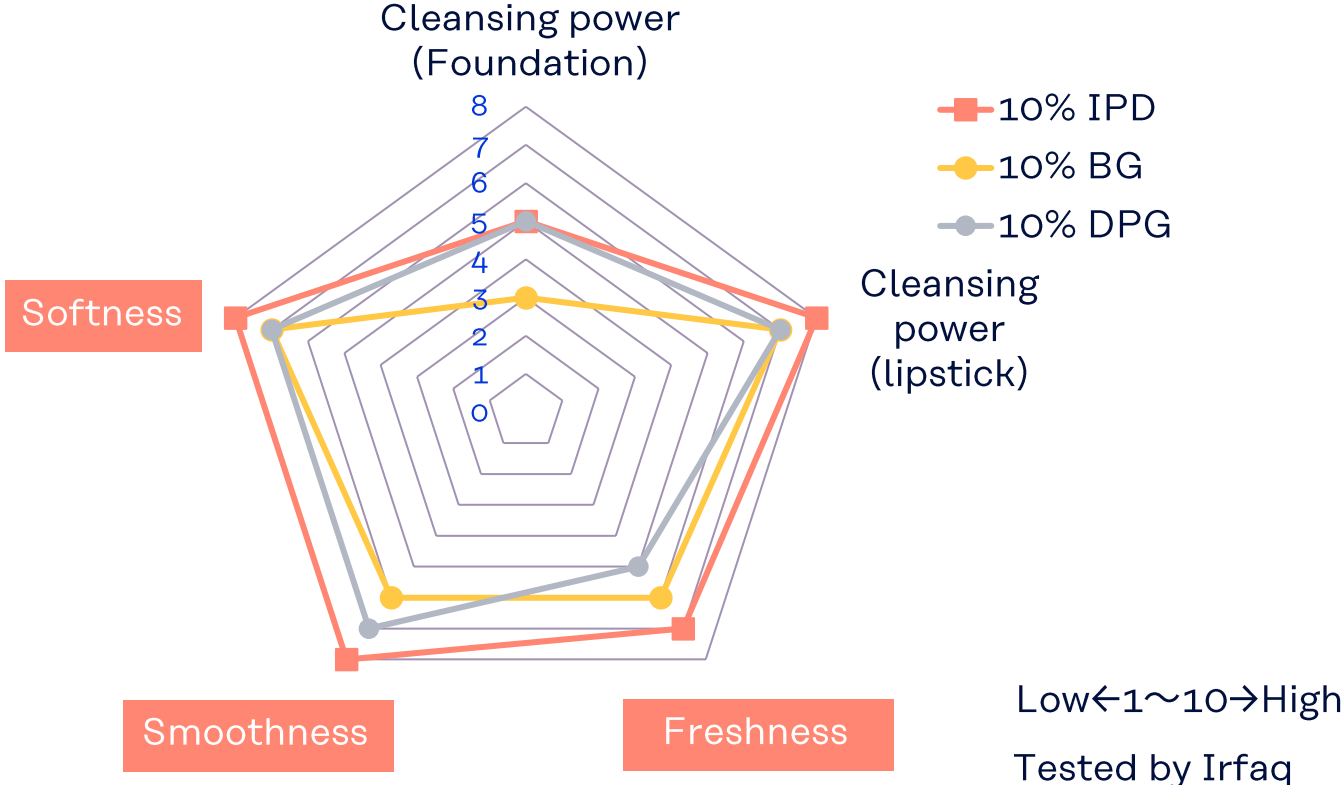 Cleansing power
(Foundation)
8
7
6
5
4
3
2
1
0
10% IPD
10% BG
10% DPG
Cleansing
power
(lipstick)
Softness
Smoothness
Freshness
Low←1～10→High
Tested by Irfaq